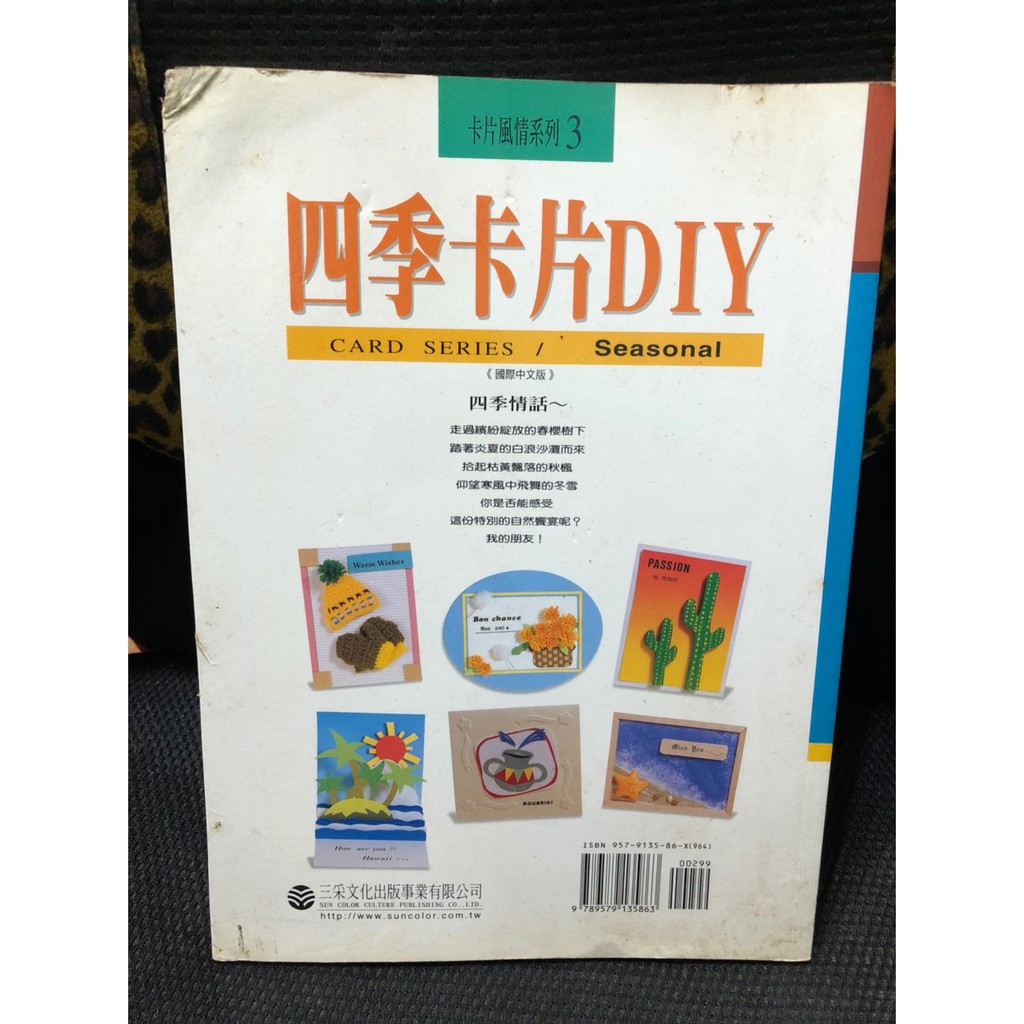 卡片風情系列 3
四季卡片DIY
CARD SERIES / Seasonal
《國際中文版》
四季情話～
走過繽紛綻放的春櫻樹下
踏著炎夏的白浪沙灘而來
拾起枯黃飄落的秋楓
仰望寒風中飛舞的冬雪
你是否能感受
這份特別的自然饗宴呢？
我的朋友！
Warm Wishes
Bon chance
Mon ami
PASSION
How are you ?!
Hawaii ...
AQUARIUS
Miss You
ISBN 957-9135-86-X(964)
00299
9 789579 135863
三采文化出版事業有限公司
SUN COLOR CULTURE PUBLISHING CO.,LTD.
http://www.suncolor.com.tw